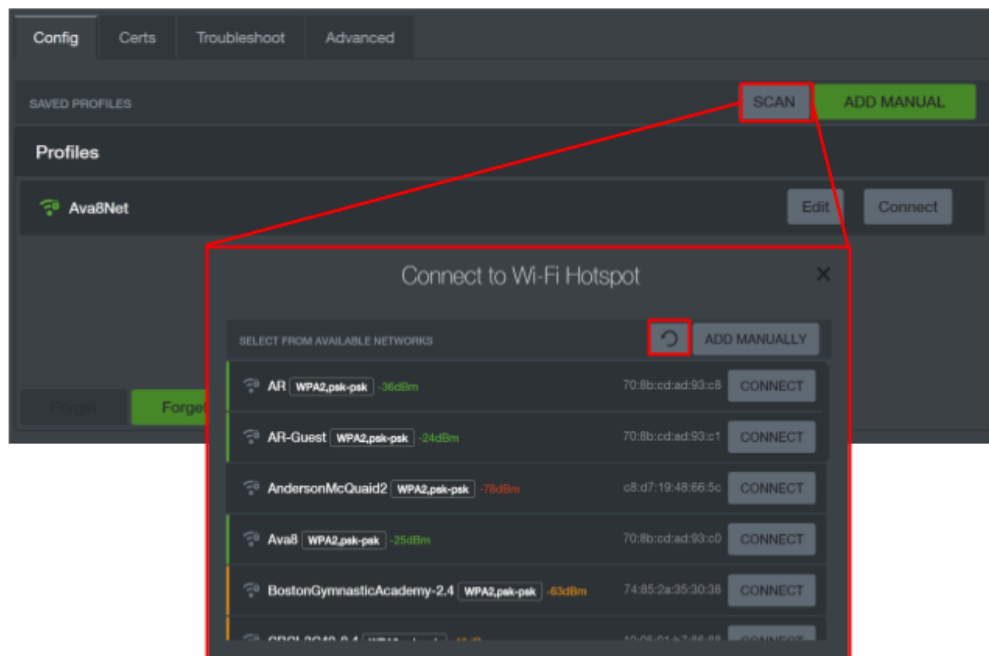 Config Certs Troubleshoot Advanced
SAVED PROFILES SCAN ADD MANUAL
Profiles
Ava8Net Edit Connect
Connect to Wi-Fi Hotspot
SELECT FROM AVAILABLE NETWORKS ADD MANUALLY
AR WPA2,psk-psk -36dBm 70:8b:cd:ad:93:c8 CONNECT
Forget Forget
AR-Guest WPA2,psk-psk -24dBm 70:8b:cd:ad:93:c1 CONNECT
AndersonMcQuaid2 WPA2,psk-psk -78dBm c8:d7:19:48:66:5c CONNECT
Ava8 WPA2,psk-psk -25dBm 70:8b:cd:ad:93:c0 CONNECT
BostonGymnasticAcademy-2.4 WPA2,psk-psk -63dBm 74:85:2a:35:30:38 CONNECT
CONNECT